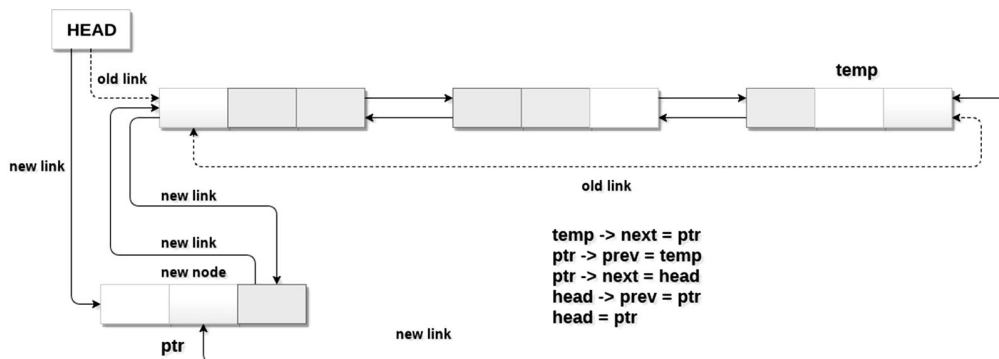 HEAD
old link
temp
new link
old link
new link
new link
new node
temp -> next = ptr
ptr -> prev = temp
ptr -> next = head
head -> prev = ptr
head = ptr
new link
ptr